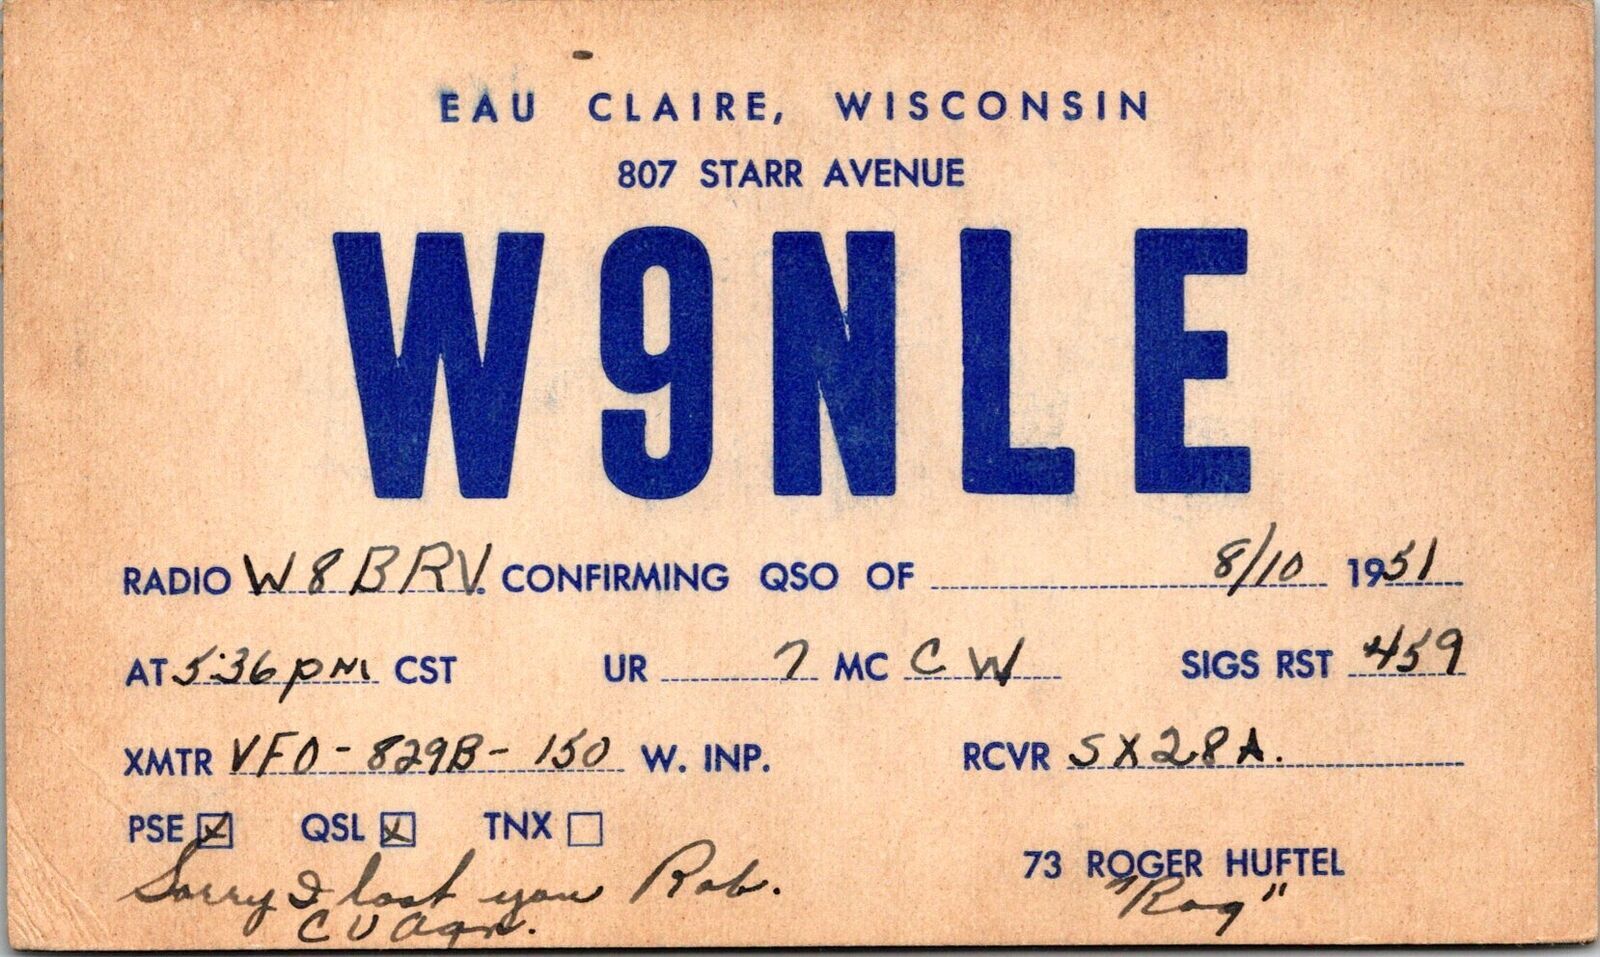 EAU CLAIRE, WISCONSIN
807 STARR AVENUE
W9NLE
RADIO W8BRV CONFIRMING QSO OF 8/10 1951
AT 5:36 PM CST UR 7 MC CW SIGS RST 459
XMTR VFO - 829B - 150 W. INP. RCVR SX28A.
PSE X QSL X TNX
Sorry I lost you Rob.
73 ROGER HUFTEL
CU Agn.
"Rog"